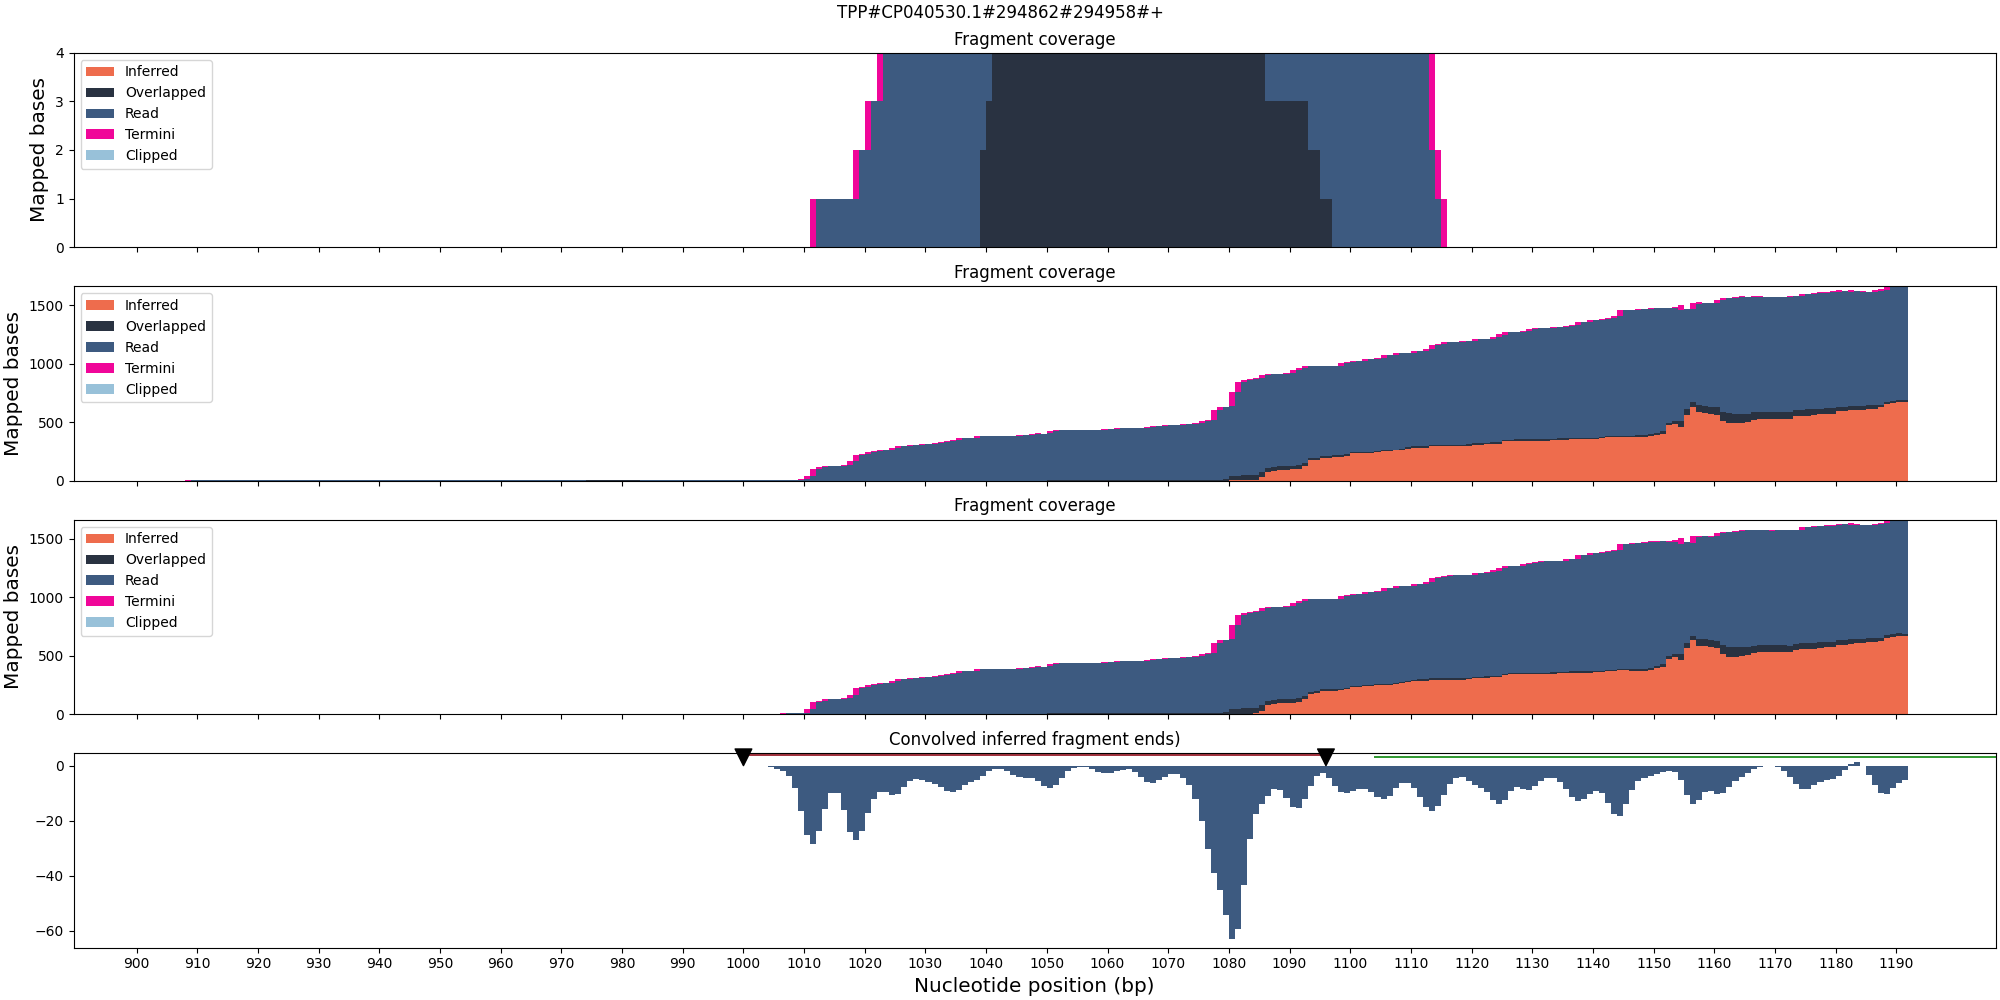 TPP#CP040530.1#294862#294958#+
Fragment coverage
Mapped bases
4
3
2
1
0
Inferred
Overlapped
Read
Termini
Clipped
Fragment coverage
Mapped bases
1500
1000
500
0
Inferred
Overlapped
Read
Termini
Clipped
Fragment coverage
Mapped bases
1500
1000
500
0
Inferred
Overlapped
Read
Termini
Clipped
Convolved inferred fragment ends)
0
−20
−40
−60
900 910 920 930 940 950 960 970 980 990 1000 1010 1020 1030 1040 1050 1060 1070 1080 1090 1100 1110 1120 1130 1140 1150 1160 1170 1180 1190
Nucleotide position (bp)